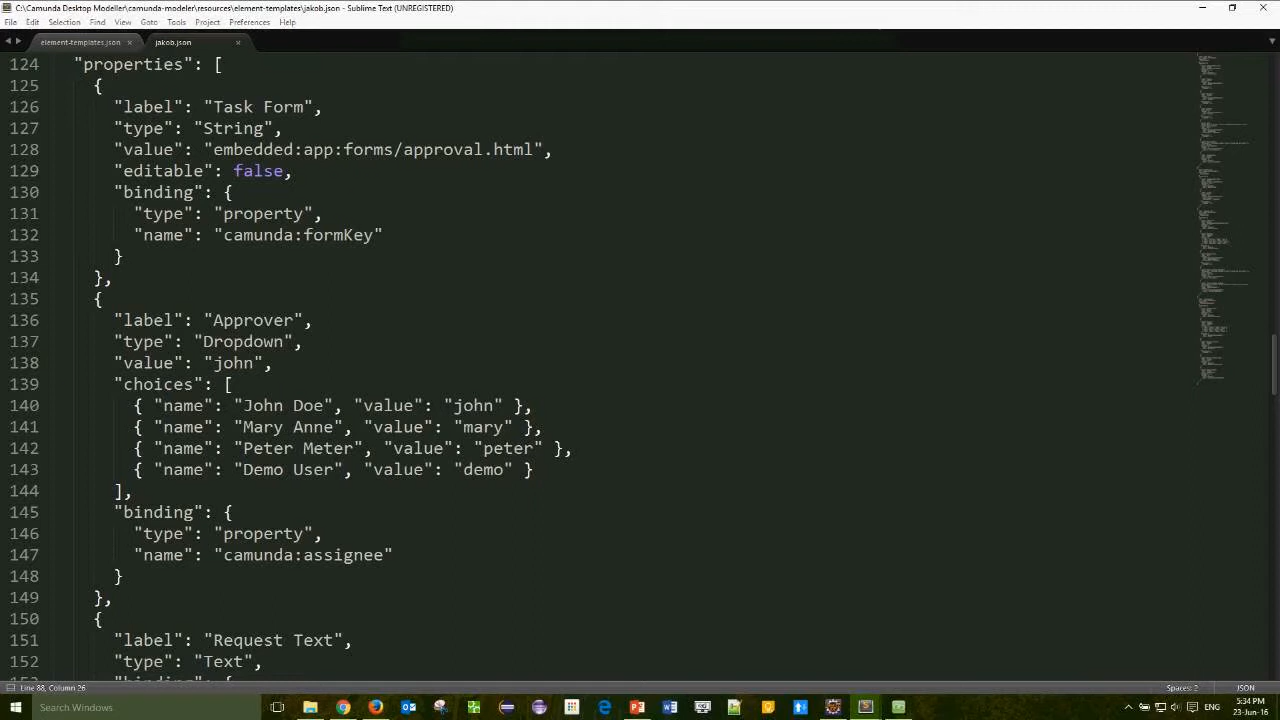 C:\Camunda Desktop Modeller\camunda-modeler\resources\element-templates\jakob.json - Sublime Text (UNREGISTERED)
File Edit Selection Find View Goto Tools Project Preferences Help
element-templates.json × jakob.json ×
124 "properties": [
125 {
126 "label": "Task Form",
127 "type": "String",
128 "value": "embedded:app:forms/approval.html",
129 "editable": false,
130 "binding": {
131 "type": "property",
132 "name": "camunda:formKey"
133 }
134 },
135 {
136 "label": "Approver",
137 "type": "Dropdown",
138 "value": "john",
139 "choices": [
140 { "name": "John Doe", "value": "john" },
141 { "name": "Mary Anne", "value": "mary" },
142 { "name": "Peter Meter", "value": "peter" },
143 { "name": "Demo User", "value": "demo" }
144 ],
145 "binding": {
146 "type": "property",
147 "name": "camunda:assignee"
148 }
149 },
150 {
151 "label": "Request Text",
152 "type": "Text",
153 "binding": {
Line 88, Column 26 Spaces: 2 JSON
Search Windows
ENG
5:34 PM
23-Jun-16